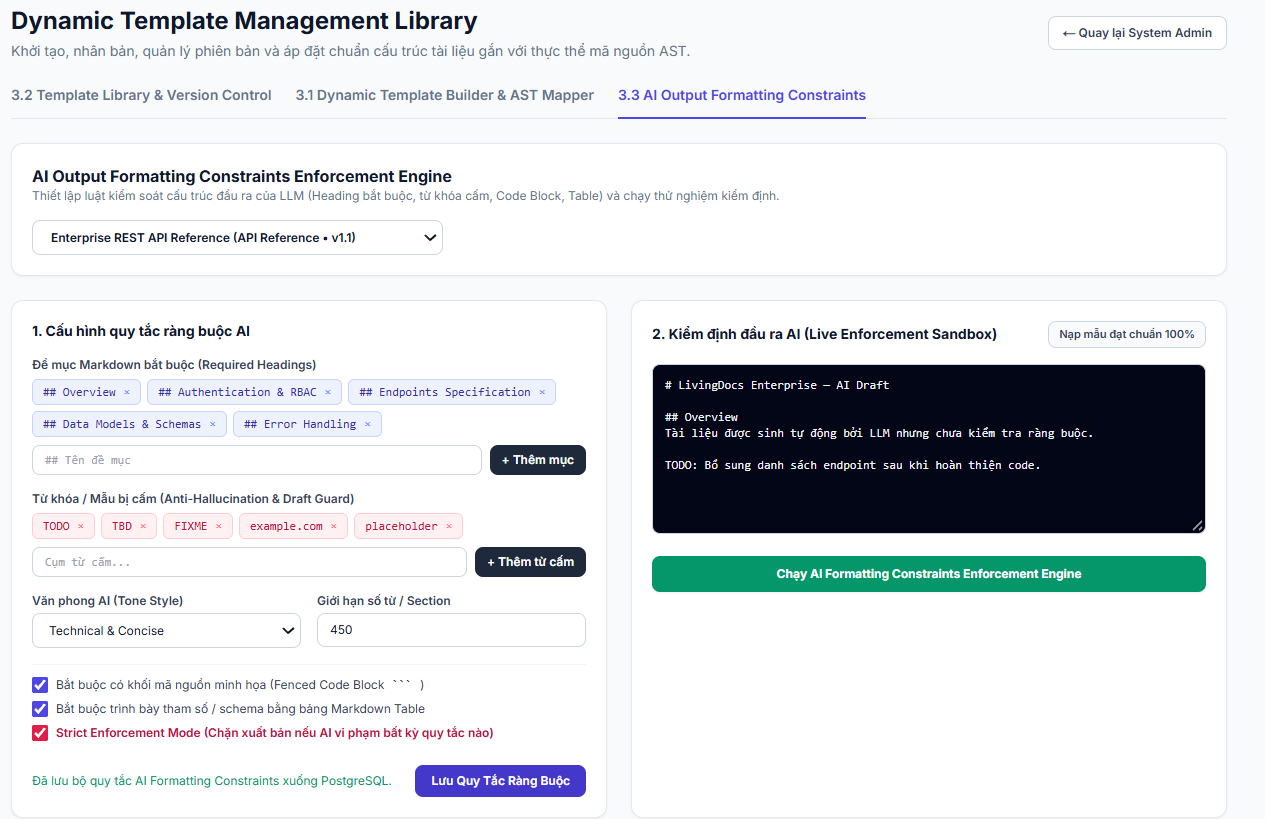 Dynamic Template Management Library
Khởi tạo, nhân bản, quản lý phiên bản và áp đặt chuẩn cấu trúc tài liệu gắn với thực thể mã nguồn AST.
← Quay lại System Admin
3.2 Template Library & Version Control
3.1 Dynamic Template Builder & AST Mapper
3.3 AI Output Formatting Constraints
AI Output Formatting Constraints Enforcement Engine
Thiết lập luật kiểm soát cấu trúc đầu ra của LLM (Heading bắt buộc, từ khóa cấm, Code Block, Table) và chạy thử nghiệm kiểm định.
Enterprise REST API Reference (API Reference • v1.1)
1. Cấu hình quy tắc ràng buộc AI
Đề mục Markdown bắt buộc (Required Headings)
## Overview ×
## Authentication & RBAC ×
## Endpoints Specification ×
## Data Models & Schemas ×
## Error Handling ×
## Tên đề mục
+ Thêm mục
Từ khóa / Mẫu bị cấm (Anti-Hallucination & Draft Guard)
TODO ×
TBD ×
FIXME ×
example.com ×
placeholder ×
Cụm từ cấm...
+ Thêm từ cấm
Văn phong AI (Tone Style)
Giới hạn số từ / Section
Technical & Concise
450
Bắt buộc có khối mã nguồn minh họa (Fenced Code Block ``` )
Bắt buộc trình bày tham số / schema bằng bảng Markdown Table
Strict Enforcement Mode (Chặn xuất bản nếu AI vi phạm bất kỳ quy tắc nào)
Đã lưu bộ quy tắc AI Formatting Constraints xuống PostgreSQL.
Lưu Quy Tắc Ràng Buộc
2. Kiểm định đầu ra AI (Live Enforcement Sandbox)
Nạp mẫu đạt chuẩn 100%
# LivingDocs Enterprise — AI Draft
## Overview
Tài liệu được sinh tự động bởi LLM nhưng chưa kiểm tra ràng buộc.
TODO: Bổ sung danh sách endpoint sau khi hoàn thiện code.
Chạy AI Formatting Constraints Enforcement Engine